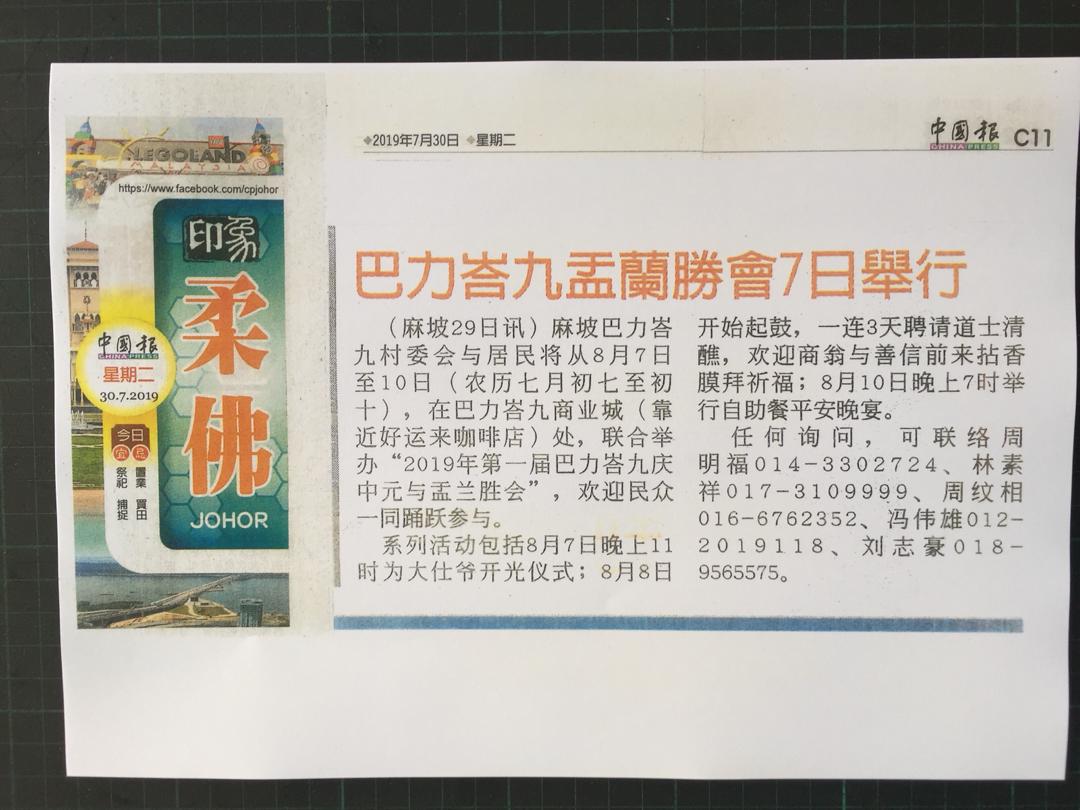 LEGOLAND
MALAYSIA
https://www.facebook.com/cpjohor
印象
柔佛
JOHOR
中國報
CHINA PRESS
星期二
30.7.2019
今日
宜
忌
祭祀 捕捉
置業 買田
◆2019年7月30日 ◆星期二
中國報
CHINA PRESS
C11
巴力峇九盂蘭勝會7日舉行
（麻坡29日讯）麻坡巴力峇
九村委会与居民将从8月7日
至10日（农历七月初七至初
十），在巴力峇九商业城（靠
近好运来咖啡店）处，联合举
办“2019年第一届巴力峇九庆
中元与盂兰胜会”，欢迎民众
一同踊跃参与。
系列活动包括8月7日晚上11
时为大仕爷开光仪式；8月8日
开始起鼓，一连3天聘请道士清
醮，欢迎商翁与善信前来拈香
膜拜祈福；8月10日晚上7时举
行自助餐平安晚宴。
任何询问，可联络周
明福014-3302724、林素
祥017-3109999、周纹相
016-6762352、冯伟雄012-
2019118、刘志豪018-
9565575。